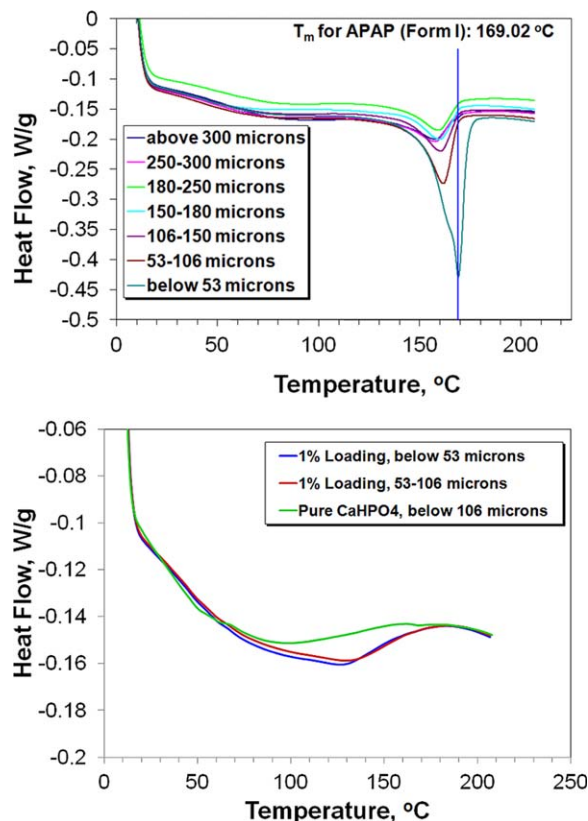 Tm for APAP (Form I): 169.02 oC
0
-0.05
-0.1
-0.15
-0.2
-0.25
-0.3
-0.35
-0.4
-0.45
-0.5
Heat Flow, W/g
above 300 microns
250-300 microns
180-250 microns
150-180 microns
106-150 microns
53-106 microns
below 53 microns
0 50 100 150 200
Temperature, oC
-0.06
-0.08
-0.1
-0.12
-0.14
-0.16
-0.18
-0.2
Heat Flow, W/g
1% Loading, below 53 microns
1% Loading, 53-106 microns
Pure CaHPO4, below 106 microns
0 50 100 150 200 250
Temperature, oC